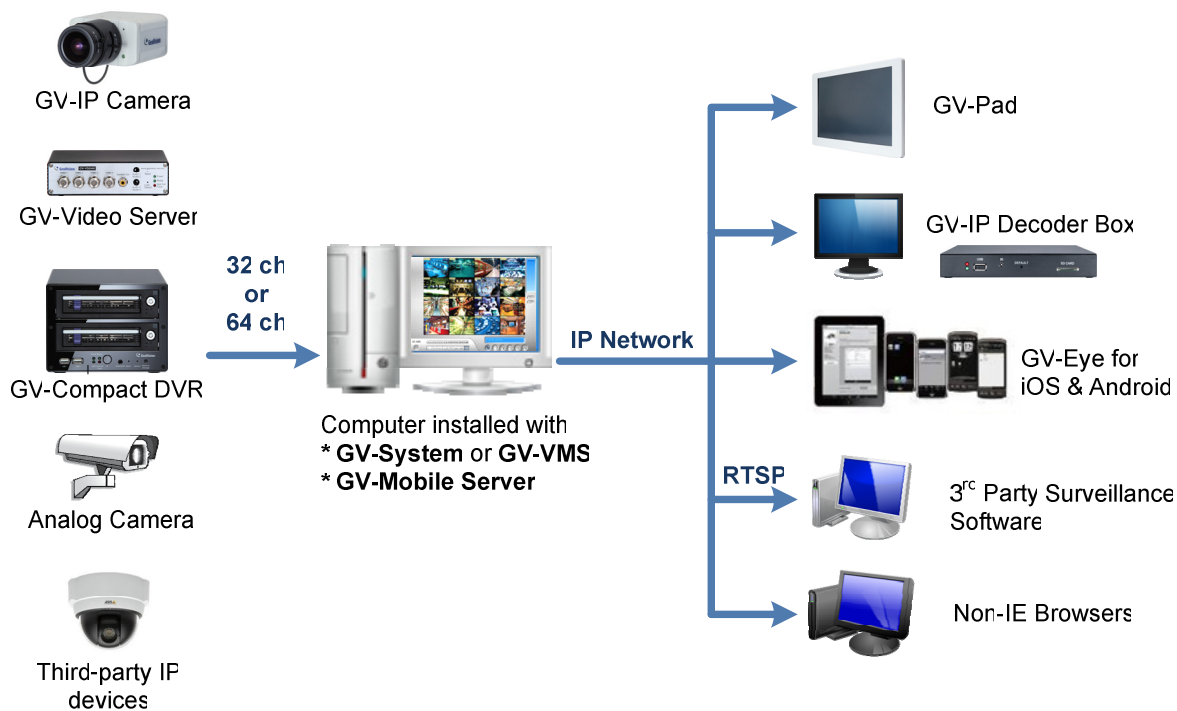 GV-IP Camera
GV-Video Server
GV-Compact DVR
Analog Camera
Third-party IP
devices
32 ch
or
64 ch
Computer installed with
* GV-System or GV-VMS
* GV-Mobile Server
IP Network
GV-Pad
GV-IP Decoder Box
DEFAULT
GV-Eye for
iOS & Android
RTSP
3rc Party Surveillance
Software
Non-IE Browsers